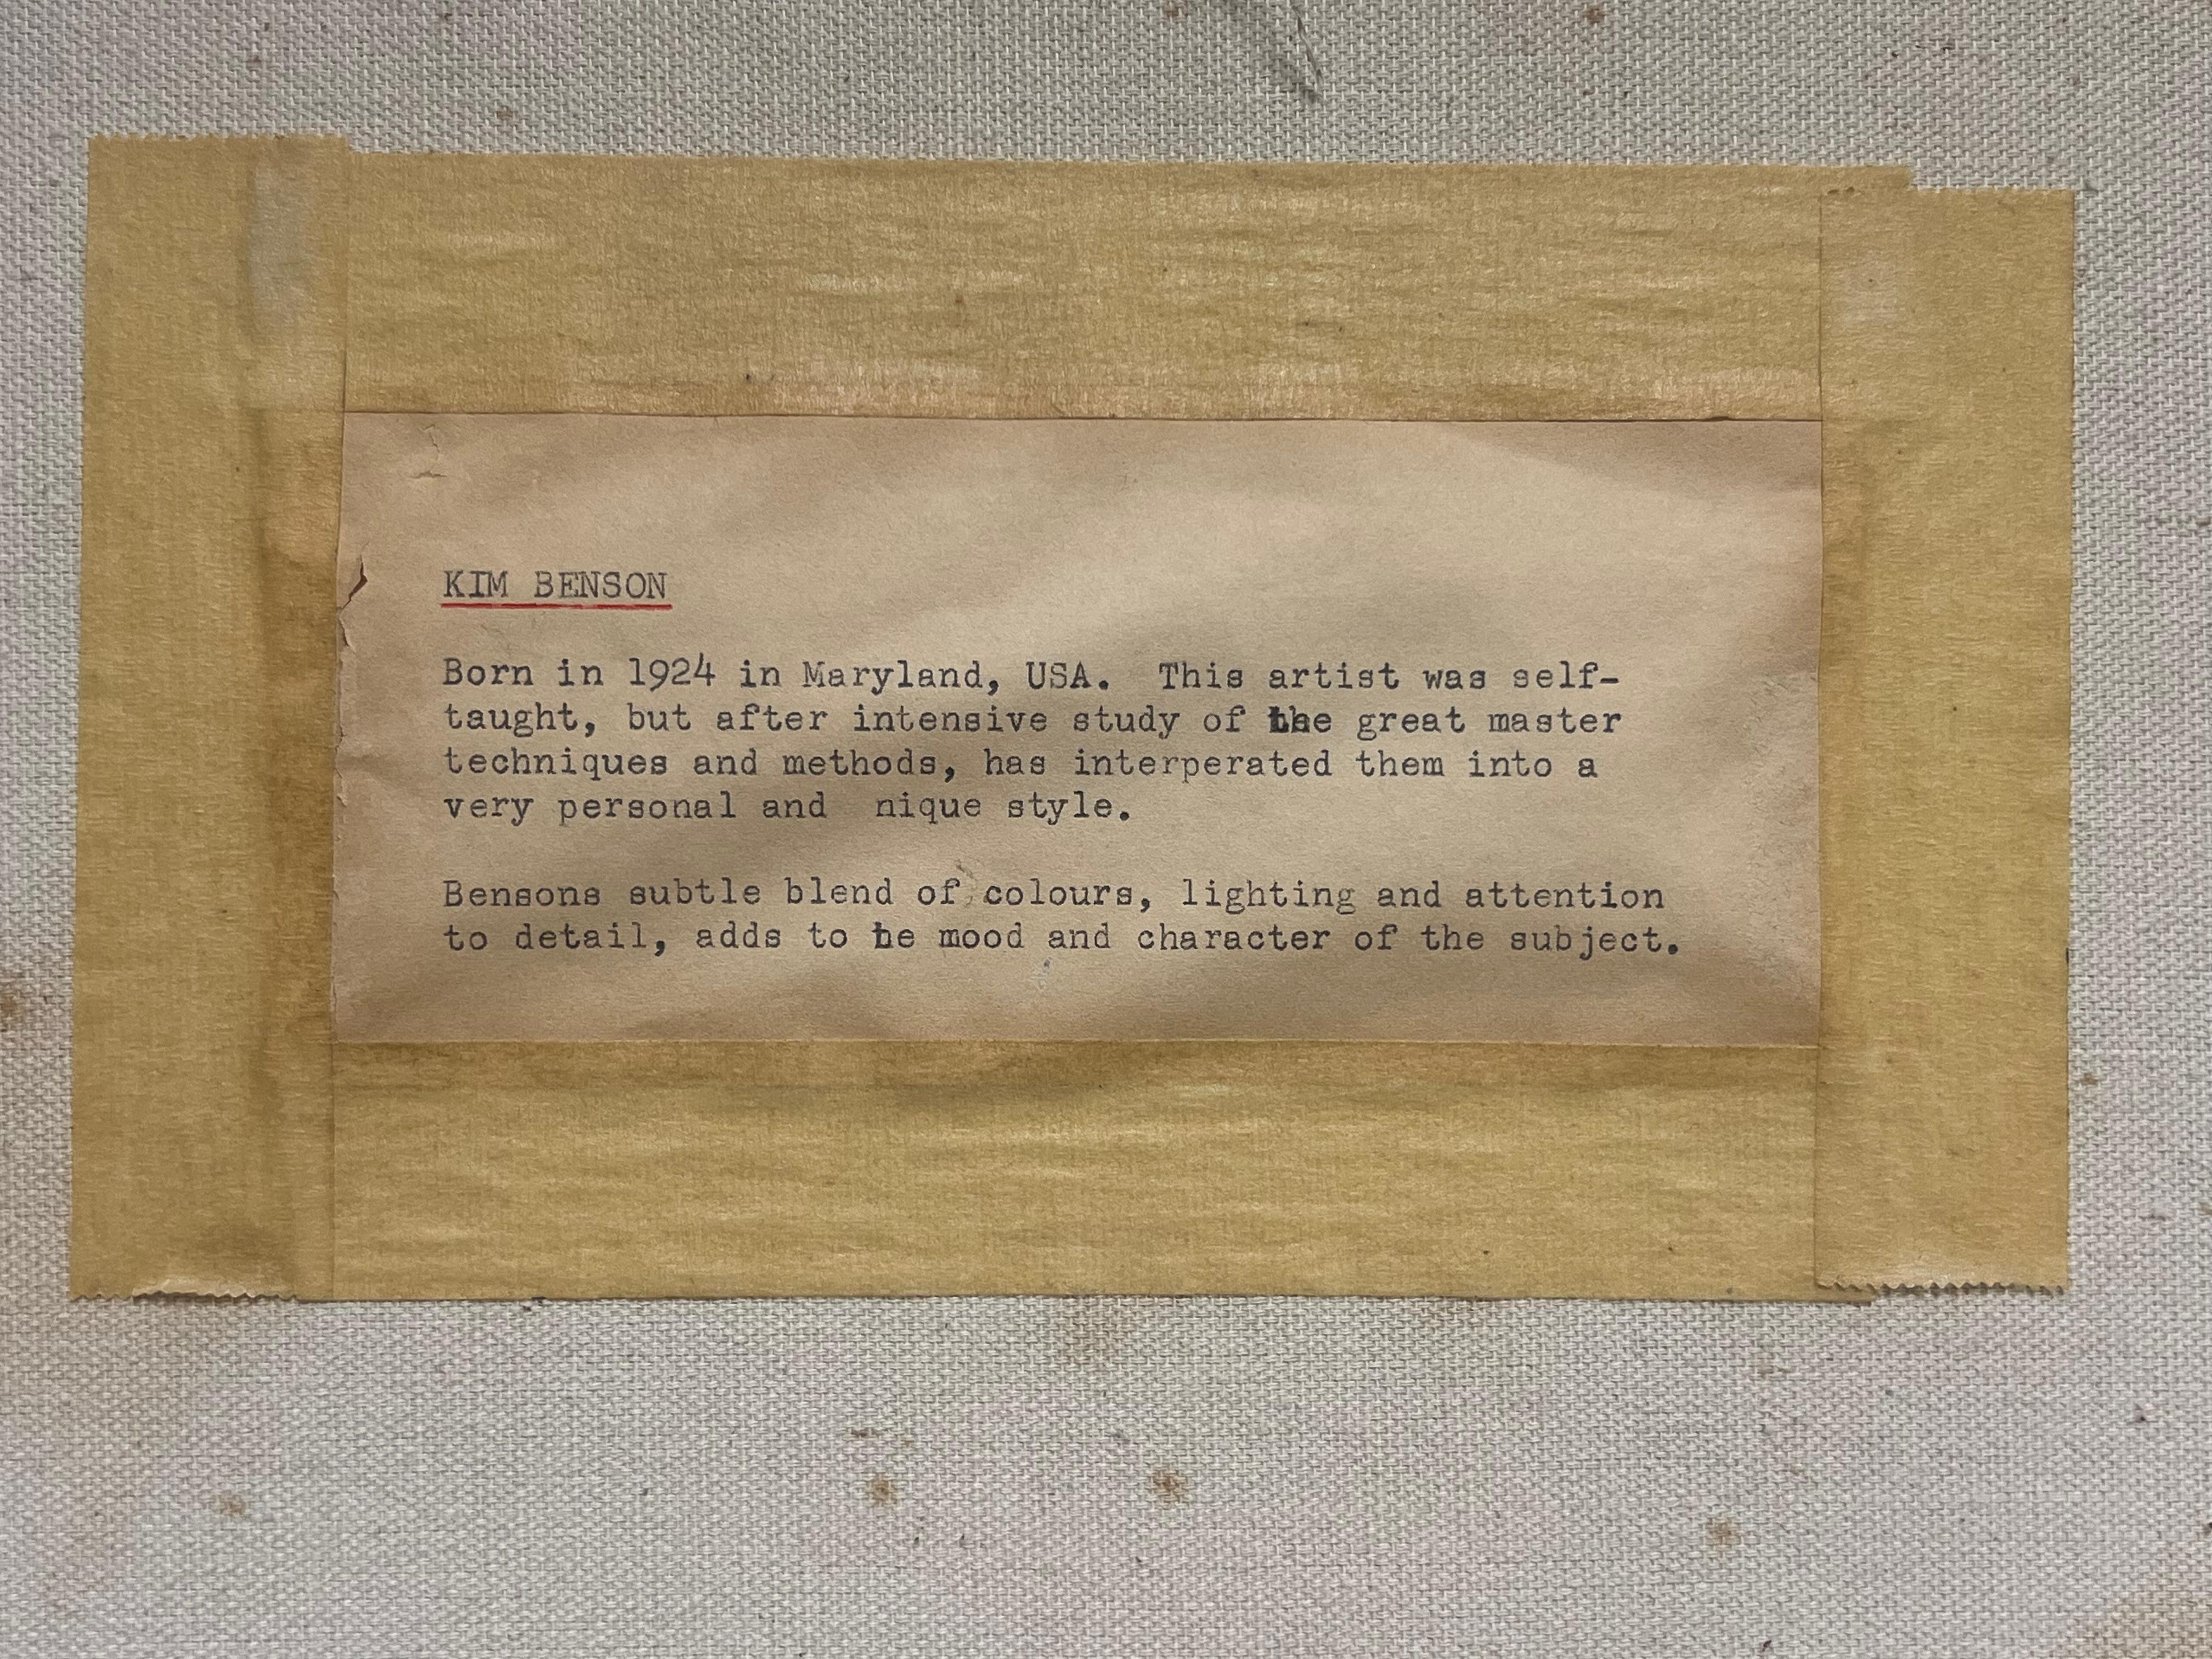 KIM BENSON
Born in 1924 in Maryland, USA. This artist was self-
taught, but after intensive study of the great master
techniques and methods, has interperated them into a
very personal and nique style.
Bensons subtle blend of colours, lighting and attention
to detail, adds to he mood and character of the subject.